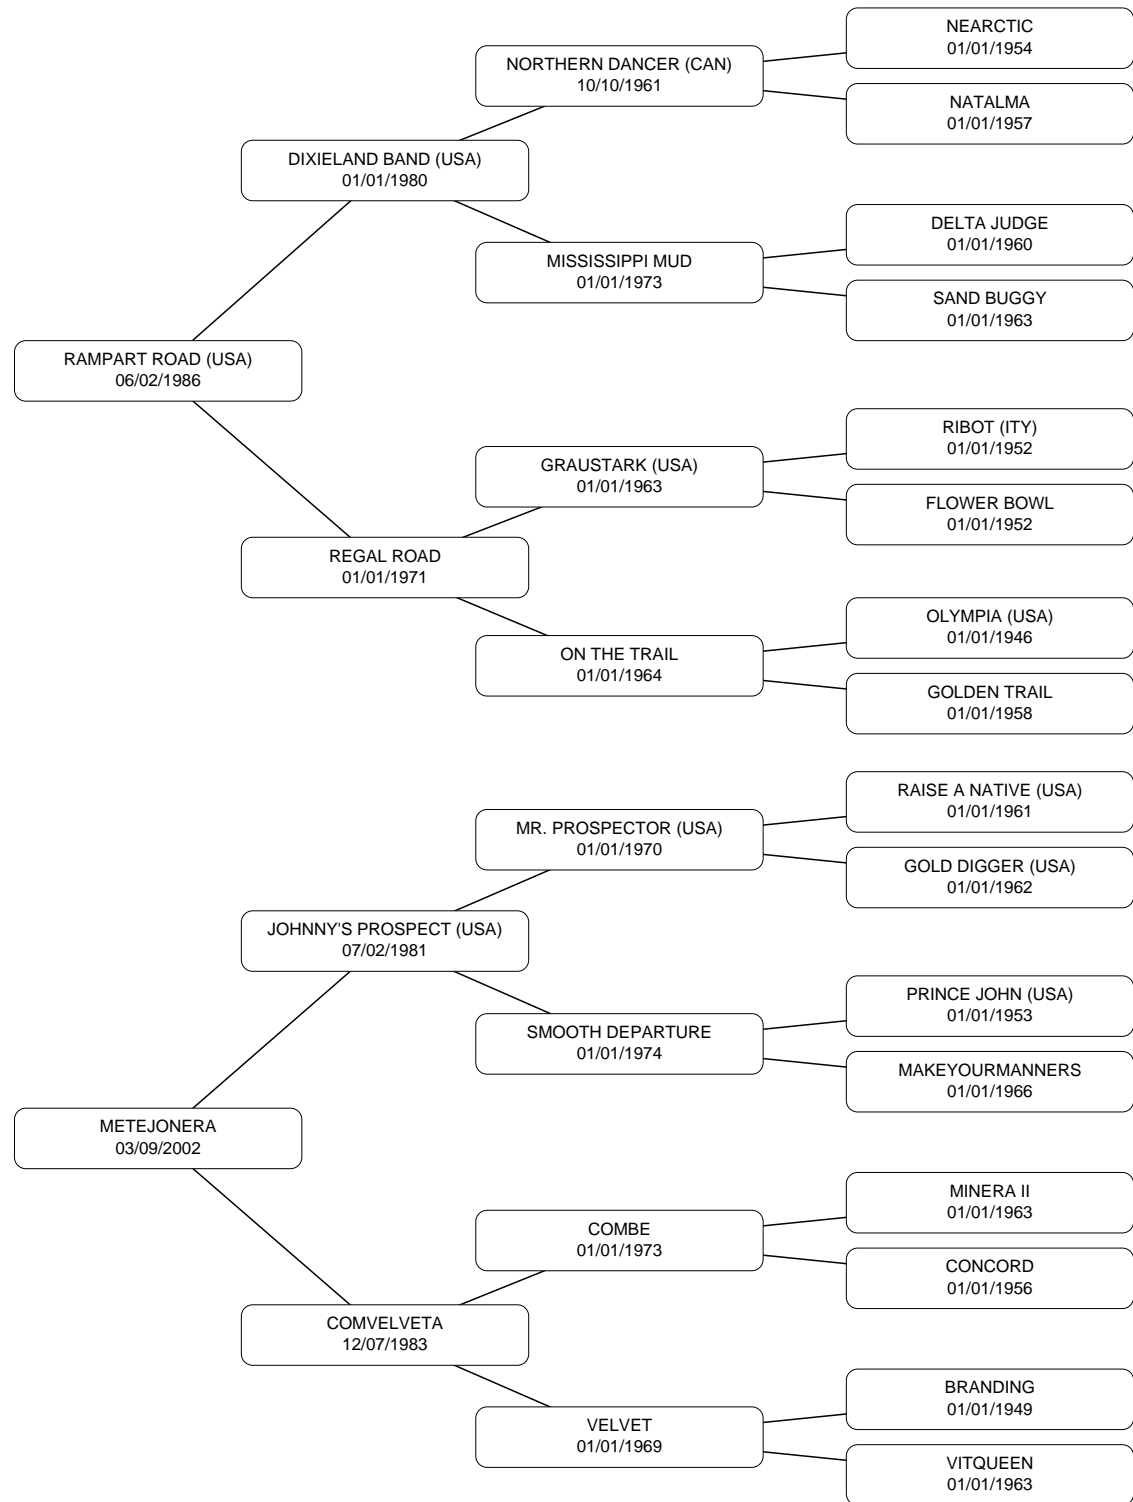 NEARCTIC
01/01/1954
NORTHERN DANCER (CAN)
10/10/1961
NATALMA
01/01/1957
DIXIELAND BAND (USA)
01/01/1980
DELTA JUDGE
01/01/1960
MISSISSIPPI MUD
01/01/1973
SAND BUGGY
01/01/1963
RAMPART ROAD (USA)
06/02/1986
RIBOT (ITY)
01/01/1952
GRAUSTARK (USA)
01/01/1963
FLOWER BOWL
01/01/1952
REGAL ROAD
01/01/1971
OLYMPIA (USA)
01/01/1946
ON THE TRAIL
01/01/1964
GOLDEN TRAIL
01/01/1958
RAISE A NATIVE (USA)
01/01/1961
MR. PROSPECTOR (USA)
01/01/1970
GOLD DIGGER (USA)
01/01/1962
JOHNNY'S PROSPECT (USA)
07/02/1981
PRINCE JOHN (USA)
01/01/1953
SMOOTH DEPARTURE
01/01/1974
MAKEYOURMANNERS
01/01/1966
METEJONERA
03/09/2002
MINERA II
01/01/1963
COMBE
01/01/1973
CONCORD
01/01/1956
COMVELVETA
12/07/1983
BRANDING
01/01/1949
VELVET
01/01/1969
VITQUEEN
01/01/1963